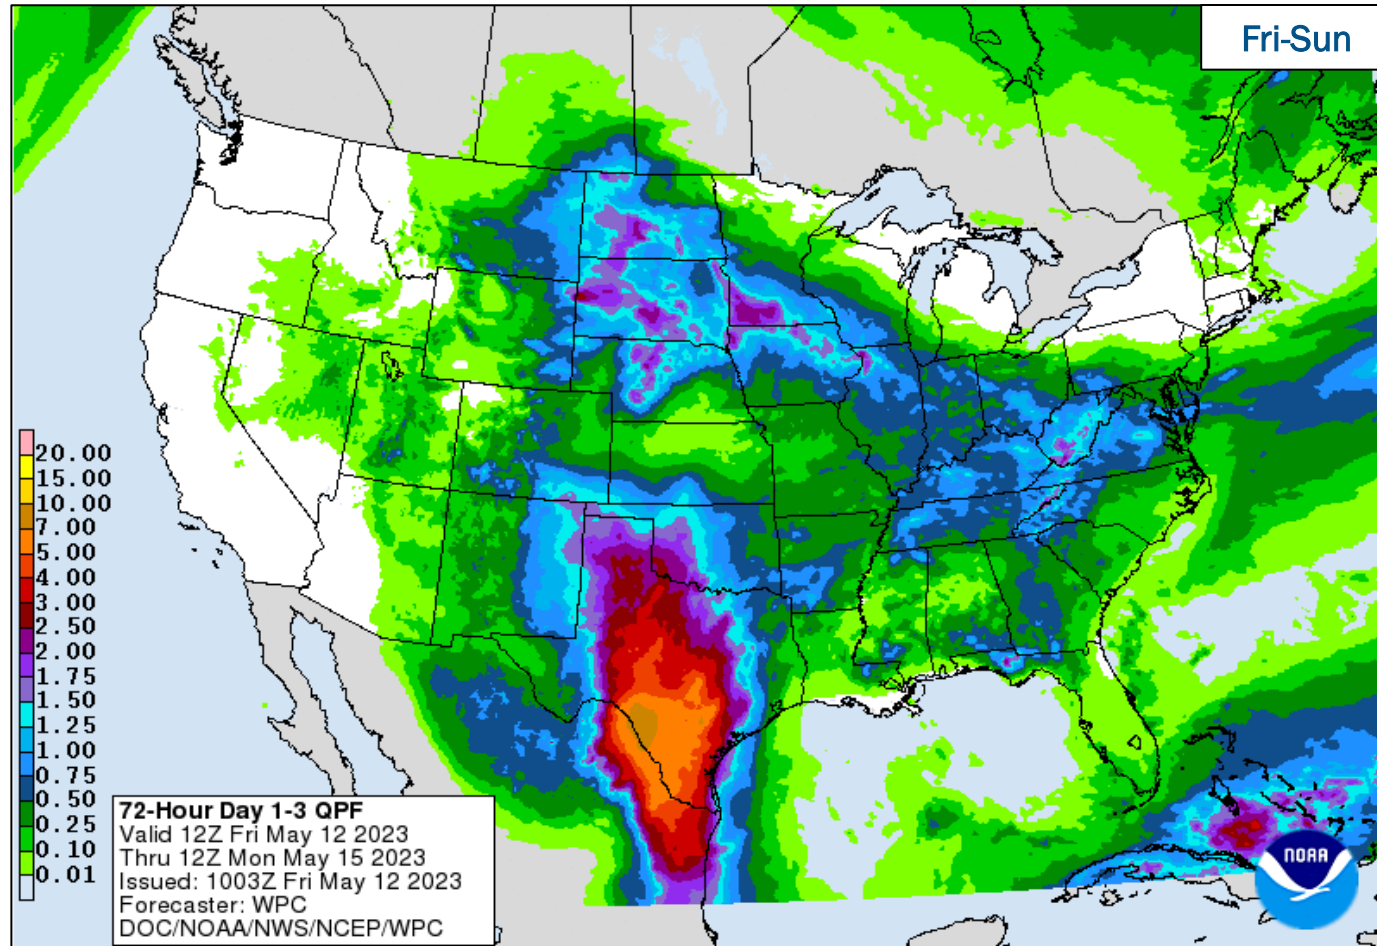 Fri-Sun
20.00
15.00
10.00
7.00
5.00
4.00
3.00
2.50
2.00
1.75
1.50
1.25
1.00
0.75
0.50
0.25
0.10
0.01
72-Hour Day 1-3 QPF
Valid 12Z Fri May 12 2023
Thru 12Z Mon May 15 2023
Issued: 1003Z Fri May 12 2023
Forecaster: WPC
DOC/NOAA/NWS/NCEP/WPC
NOAA